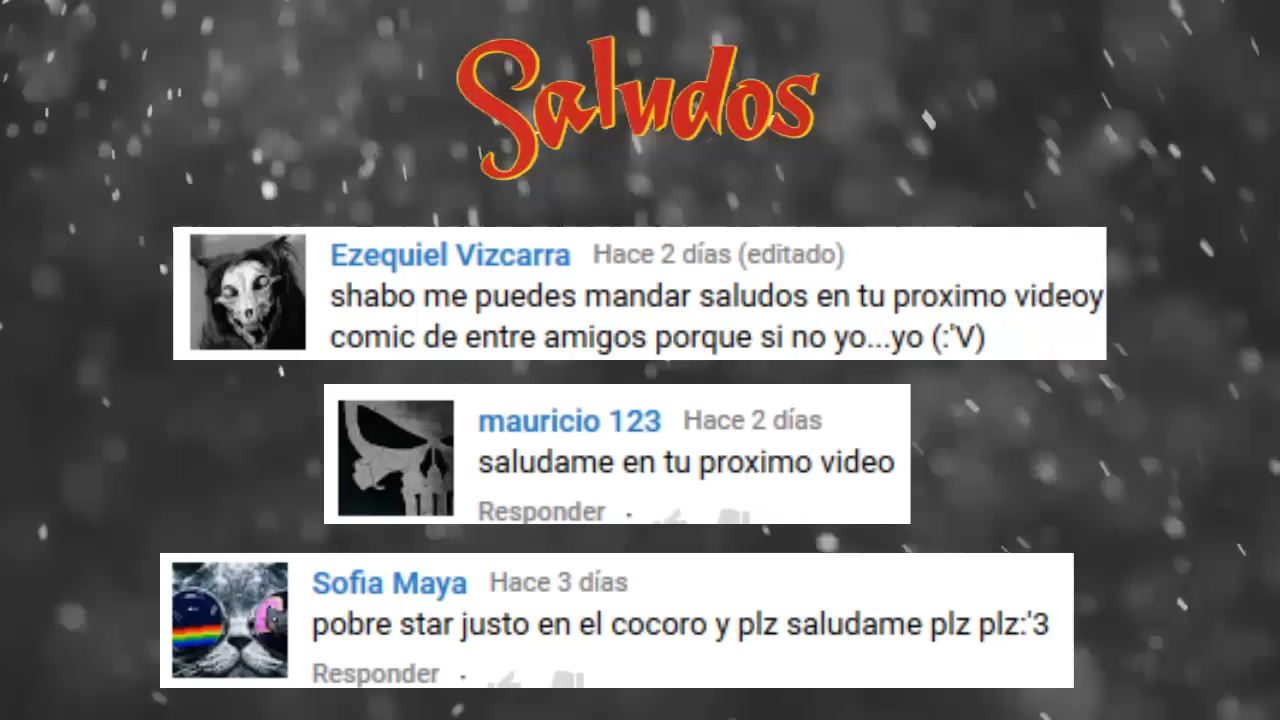 Saludos
Ezequiel Vizcarra Hace 2 días (editado)
shabo me puedes mandar saludos en tu proximo videoy
comic de entre amigos porque si no yo...yo (:'V)
mauricio 123 Hace 2 días
saludame en tu proximo video
Responder ·
Sofia Maya Hace 3 días
pobre star justo en el cocoro y plz saludame plz plz:'3
Responder ·